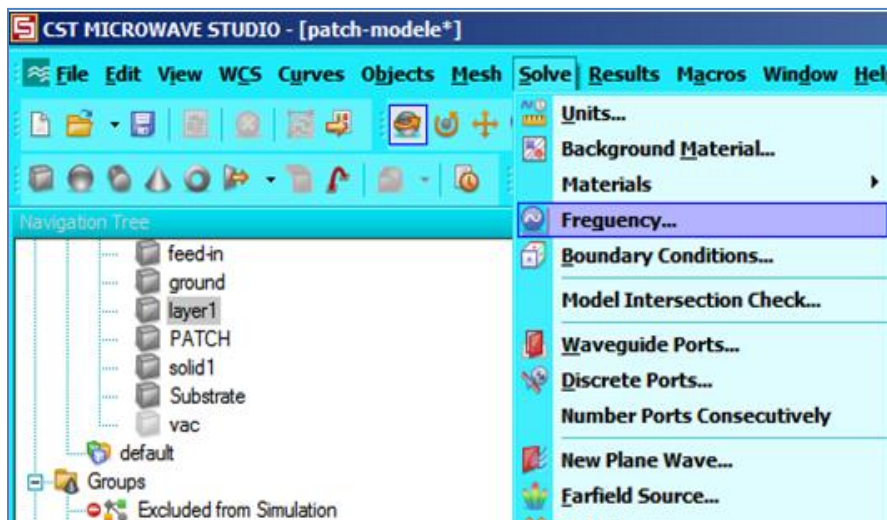 CST MICROWAVE STUDIO - [patch-modele*]
File Edit View WCS Curves Objects Mesh Solve Results Macros Window Hel
Units...
Background Material...
Materials
Frequency...
Boundary Conditions...
Model Intersection Check...
Waveguide Ports...
Discrete Ports...
Number Ports Consecutively
New Plane Wave...
Farfield Source...
Navigation Tree
feed-in
ground
layer1
PATCH
solid1
Substrate
vac
default
Groups
Excluded from Simulation